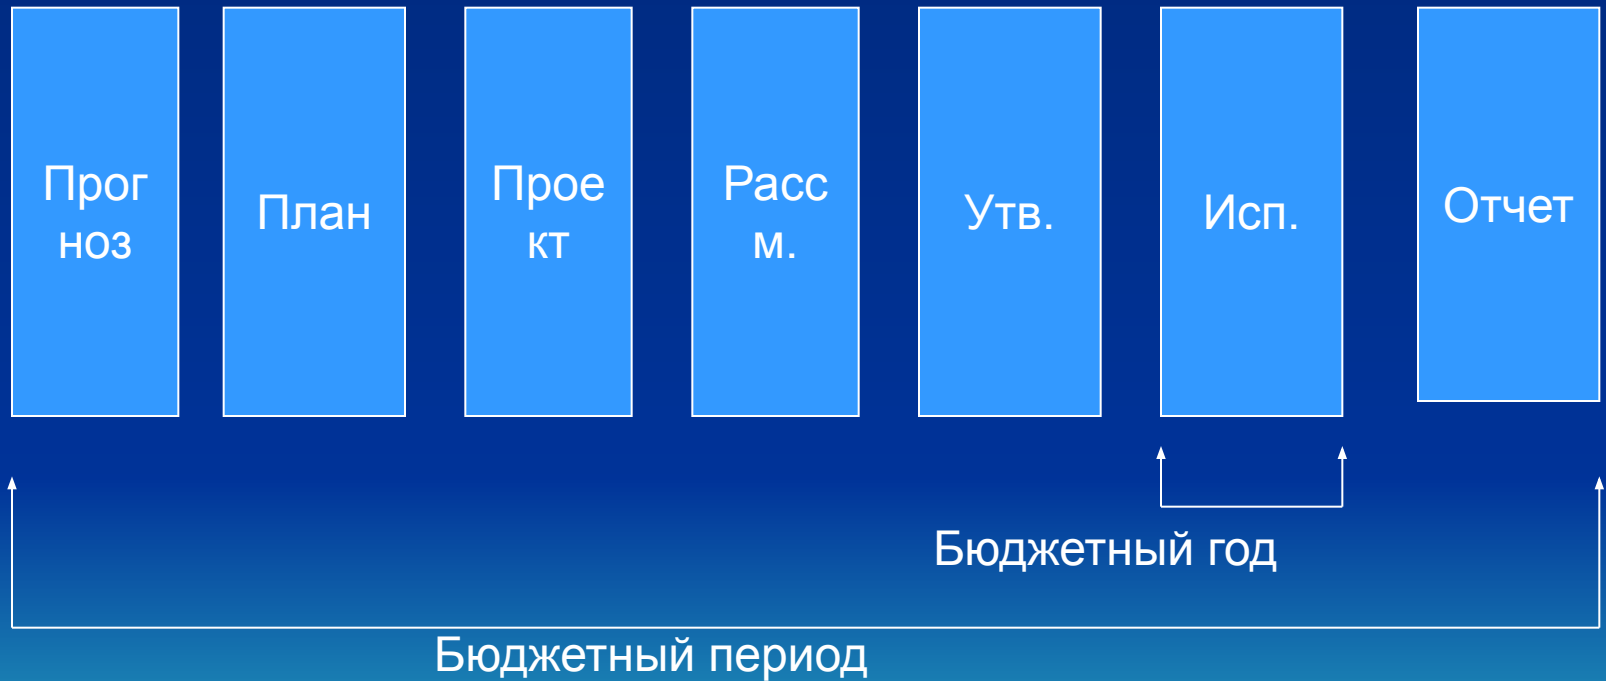 Прог
ноз
План
Прое
кт
Расс
м.
Утв.
Исп.
Отчет
Бюджетный год
Бюджетный период